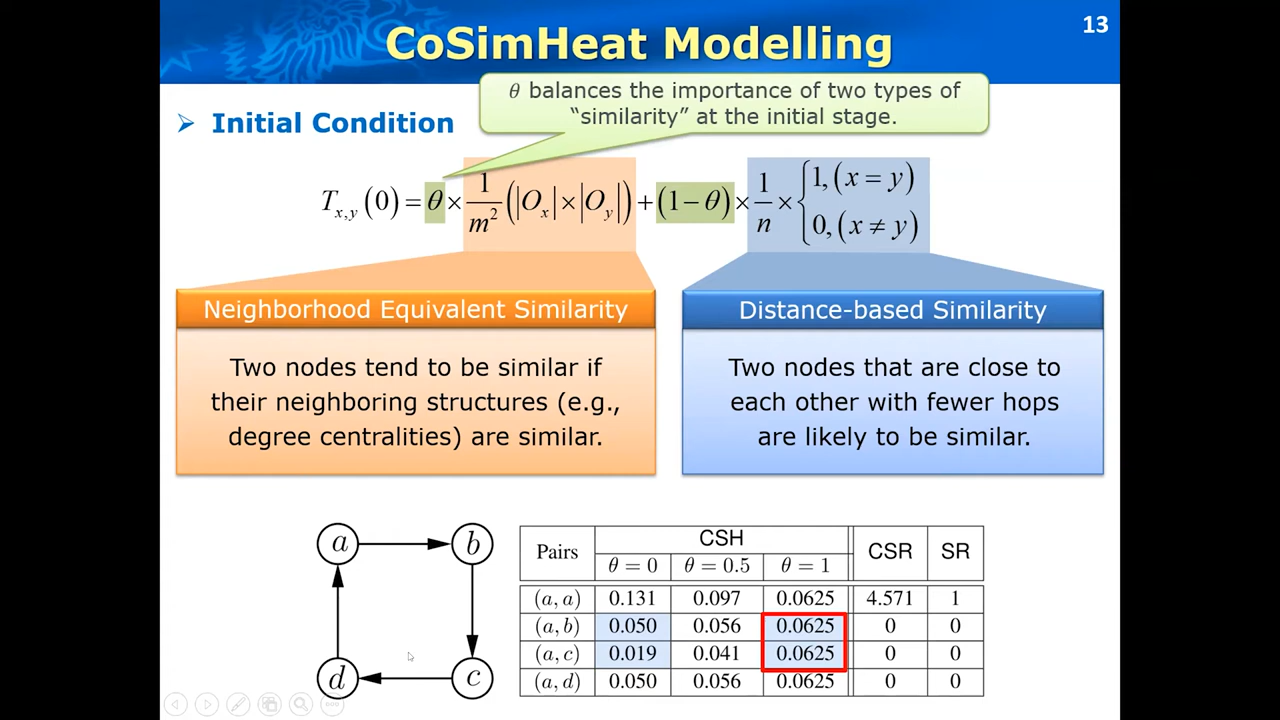 13
CoSimHeat Modelling
θ balances the importance of two types of
“similarity” at the initial stage.
➢ Initial Condition
T_{x,y}(0) = θ × 1/m² (|O_x| × |O_y|) + (1 − θ) × 1/n × { 1, (x = y)
0, (x ≠ y)
Neighborhood Equivalent Similarity
Two nodes tend to be similar if
their neighboring structures (e.g.,
degree centralities) are similar.
Distance-based Similarity
Two nodes that are close to
each other with fewer hops
are likely to be similar.
a b
d c
Pairs CSH CSR SR
θ = 0 θ = 0.5 θ = 1
(a, a) 0.131 0.097 0.0625 4.571 1
(a, b) 0.050 0.056 0.0625 0 0
(a, c) 0.019 0.041 0.0625 0 0
(a, d) 0.050 0.056 0.0625 0 0